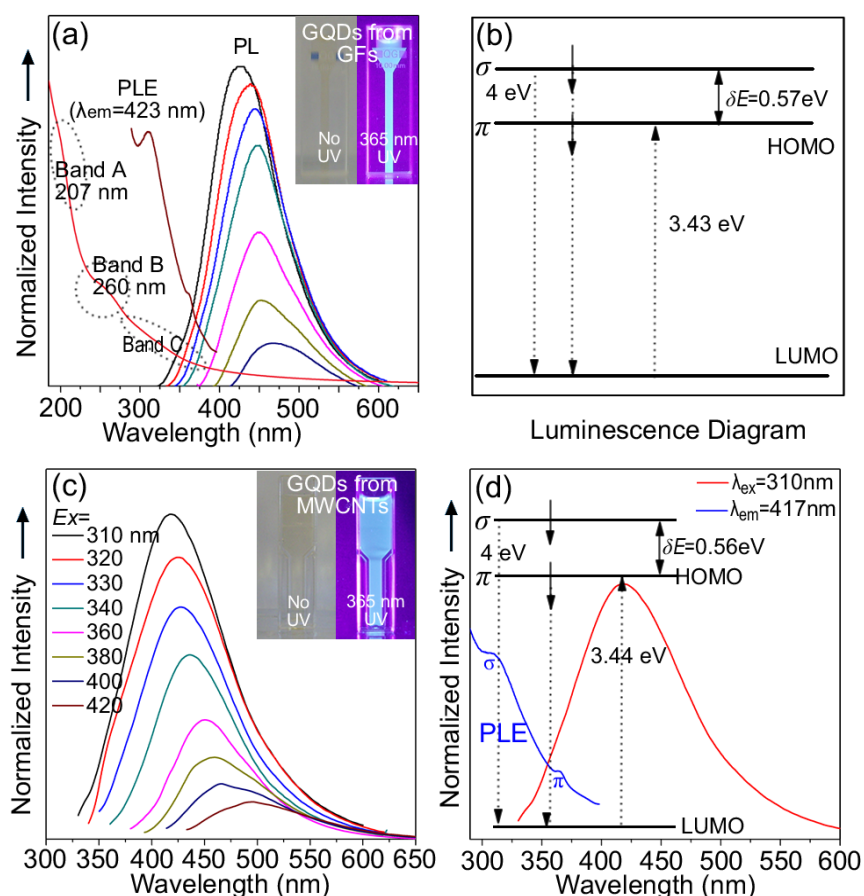 (a)
PL
GQDs from
GFs
PLE
(λem=423 nm)
No
UV
365 nm
UV
Band A
207 nm
Band B
260 nm
Band C
Normalized Intensity
200 300 400 500 600
Wavelength (nm)
(b)
σ
4 eV
δE=0.57eV
π
HOMO
3.43 eV
LUMO
Luminescence Diagram
(c)
GQDs from
MWCNTs
Ex=
310 nm
320
330
340
360
380
400
420
No
UV
365 nm
UV
Normalized Intensity
300 350 400 450 500 550 600 650
Wavelength (nm)
(d)
λex=310nm
λem=417nm
σ
4 eV
δE=0.56eV
π
HOMO
3.44 eV
σ
PLE
π
LUMO
Normalized Intensity
300 350 400 450 500 550 600
Wavelength (nm)